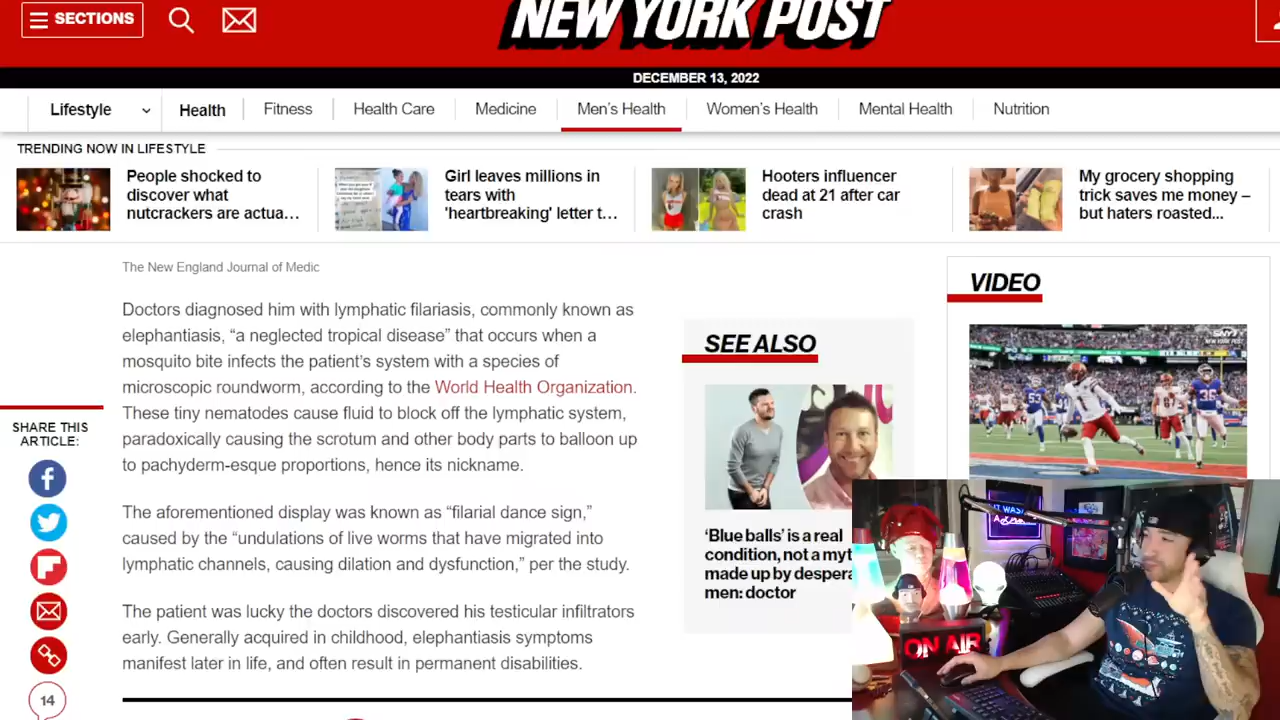 SECTIONS
NEW YORK POST
DECEMBER 13, 2022
Lifestyle
Health
Fitness
Health Care
Medicine
Men's Health
Women's Health
Mental Health
Nutrition
TRENDING NOW IN LIFESTYLE
People shocked to
discover what
nutcrackers are actua...
Girl leaves millions in
tears with
'heartbreaking' letter t...
Hooters influencer
dead at 21 after car
crash
My grocery shopping
trick saves me money –
but haters roasted...
The New England Journal of Medic
Doctors diagnosed him with lymphatic filariasis, commonly known as
elephantiasis, “a neglected tropical disease” that occurs when a
mosquito bite infects the patient’s system with a species of
microscopic roundworm, according to the World Health Organization.
These tiny nematodes cause fluid to block off the lymphatic system,
paradoxically causing the scrotum and other body parts to balloon up
to pachyderm-esque proportions, hence its nickname.
The aforementioned display was known as “filarial dance sign,”
caused by the “undulations of live worms that have migrated into
lymphatic channels, causing dilation and dysfunction,” per the study.
The patient was lucky the doctors discovered his testicular infiltrators
early. Generally acquired in childhood, elephantiasis symptoms
manifest later in life, and often result in permanent disabilities.
SHARE THIS
ARTICLE:
14
SEE ALSO
‘Blue balls’ is a real
condition, not a myt
made up by despera
men: doctor
VIDEO
SNY
NEW YORK POST
53
36
ON AIR